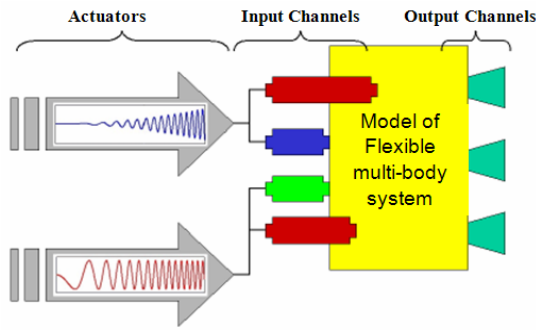 Actuators
Input Channels
Output Channels
Model of
Flexible
multi-body
system